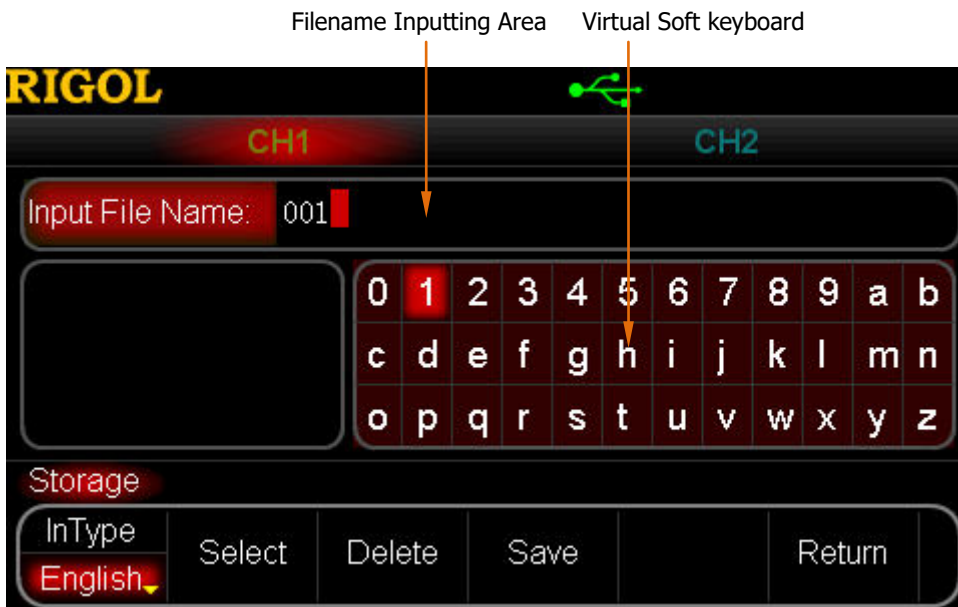 Filename Inputting Area Virtual Soft keyboard
RIGOL
CH1 CH2
Input File Name: 001
0 1 2 3 4 5 6 7 8 9 a b
c d e f g h i j k l m n
o p q r s t u v w x y z
Storage
InType
English
Select Delete Save Return